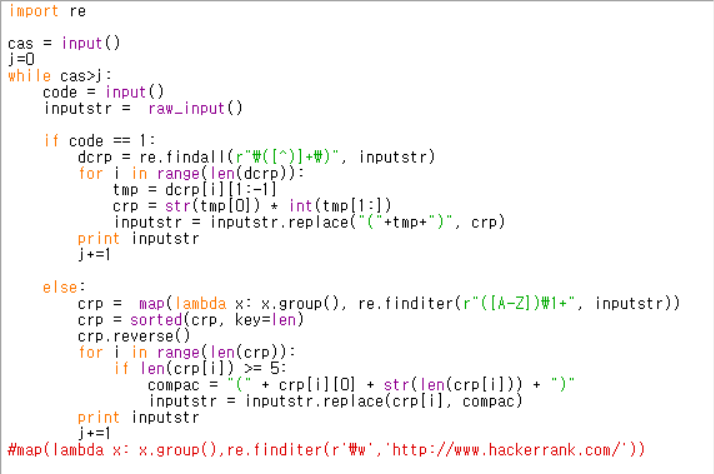 import re
cas = input()
j=0
while cas>j:
    code = input()
    inputstr =  raw_input()
    if code == 1:
        dcrp = re.findall(r"₩([^)]+₩)", inputstr)
        for i in range(len(dcrp)):
            tmp = dcrp[i][1:-1]
            crp = str(tmp[0]) * int(tmp[1:])
            inputstr = inputstr.replace("("+tmp+")", crp)
        print inputstr
        j+=1
    else:
        crp =  map(lambda x: x.group(), re.finditer(r"([A-Z])₩1+", inputstr))
        crp = sorted(crp, key=len)
        crp.reverse()
        for i in range(len(crp)):
            if len(crp[i]) >= 5:
                compac = "(" + crp[i][0] + str(len(crp[i])) + ")"
                inputstr = inputstr.replace(crp[i], compac)
        print inputstr
        j+=1
#map(lambda x: x.group(),re.finditer(r'₩w','http://www.hackerrank.com/'))